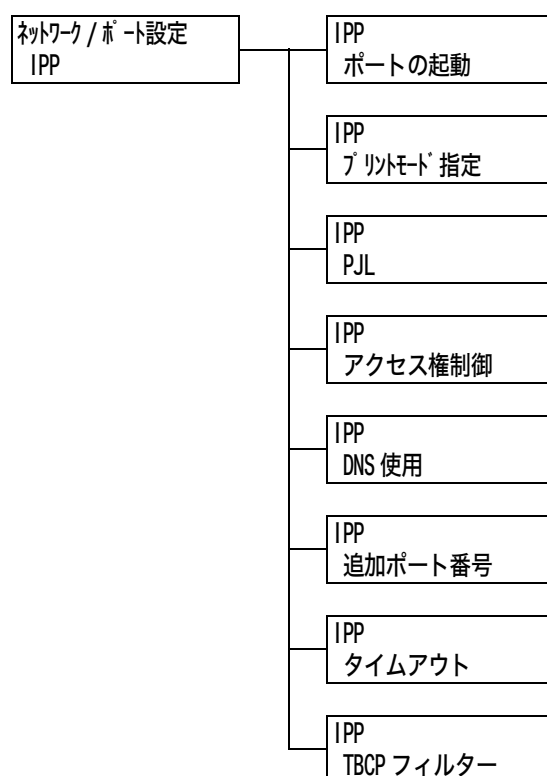 ﾈｯﾄﾜｰｸ / ﾎﾟｰﾄ設定
IPP
IPP
ポートの起動
IPP
ﾌﾟﾘﾝﾄﾓｰﾄﾞ指定
IPP
PJL
IPP
アクセス権制御
IPP
DNS 使用
IPP
追加ポート番号
IPP
タイムアウト
IPP
TBCP フィルター